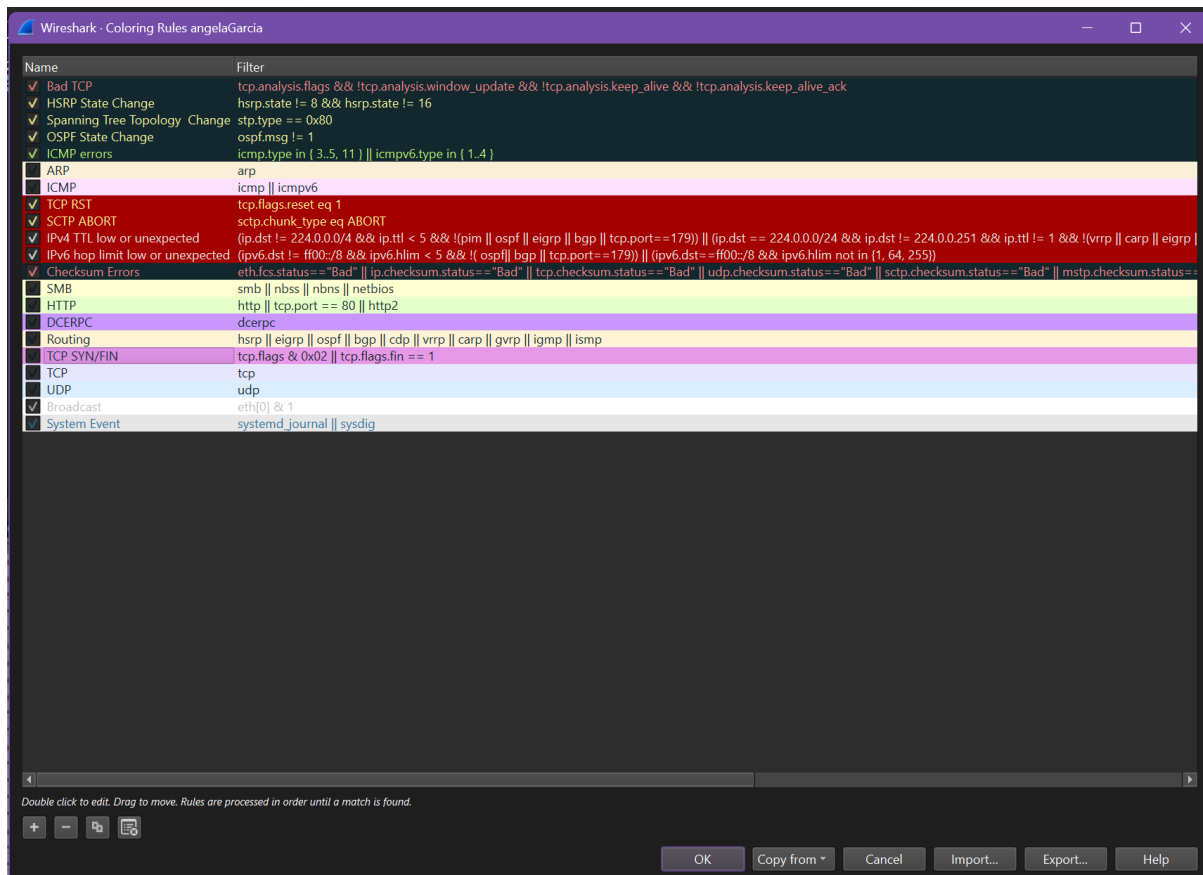 Wireshark · Coloring Rules angelaGarcia
Name Filter
Bad TCP tcp.analysis.flags && !tcp.analysis.window_update && !tcp.analysis.keep_alive && !tcp.analysis.keep_alive_ack
HSRP State Change hsrp.state != 8 && hsrp.state != 16
Spanning Tree Topology  Change stp.type == 0x80
OSPF State Change ospf.msg != 1
ICMP errors icmp.type in { 3..5, 11 } || icmpv6.type in { 1..4 }
ARP arp
ICMP icmp || icmpv6
TCP RST tcp.flags.reset eq 1
SCTP ABORT sctp.chunk_type eq ABORT
IPv4 TTL low or unexpected (ip.dst != 224.0.0.0/4 && ip.ttl < 5 && !(pim || ospf || eigrp || bgp || tcp.port==179)) || (ip.dst == 224.0.0.0/24 && ip.dst != 224.0.0.251 && ip.ttl != 1 && !(vrrp || carp || eigrp |
IPv6 hop limit low or unexpected (ipv6.dst != ff00::/8 && ipv6.hlim < 5 && !( ospf|| bgp || tcp.port==179)) || (ipv6.dst==ff00::/8 && ipv6.hlim not in {1, 64, 255})
Checksum Errors eth.fcs.status=="Bad" || ip.checksum.status=="Bad" || tcp.checksum.status=="Bad" || udp.checksum.status=="Bad" || sctp.checksum.status=="Bad" || mstp.checksum.status==
SMB smb || nbss || nbns || netbios
HTTP http || tcp.port == 80 || http2
DCERPC dcerpc
Routing hsrp || eigrp || ospf || bgp || cdp || vrrp || carp || gvrp || igmp || ismp
TCP SYN/FIN tcp.flags & 0x02 || tcp.flags.fin == 1
TCP tcp
UDP udp
Broadcast eth[0] & 1
System Event systemd_journal || sysdig
Double click to edit. Drag to move. Rules are processed in order until a match is found.
OK Copy from Cancel Import... Export... Help